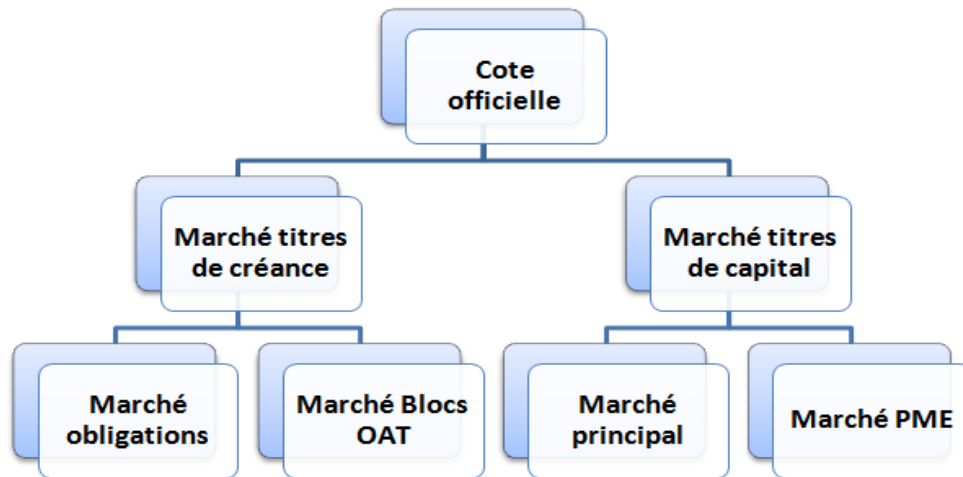 Cote
officielle
Marché titres
de créance
Marché titres
de capital
Marché
obligations
Marché Blocs
OAT
Marché
principal
Marché PME